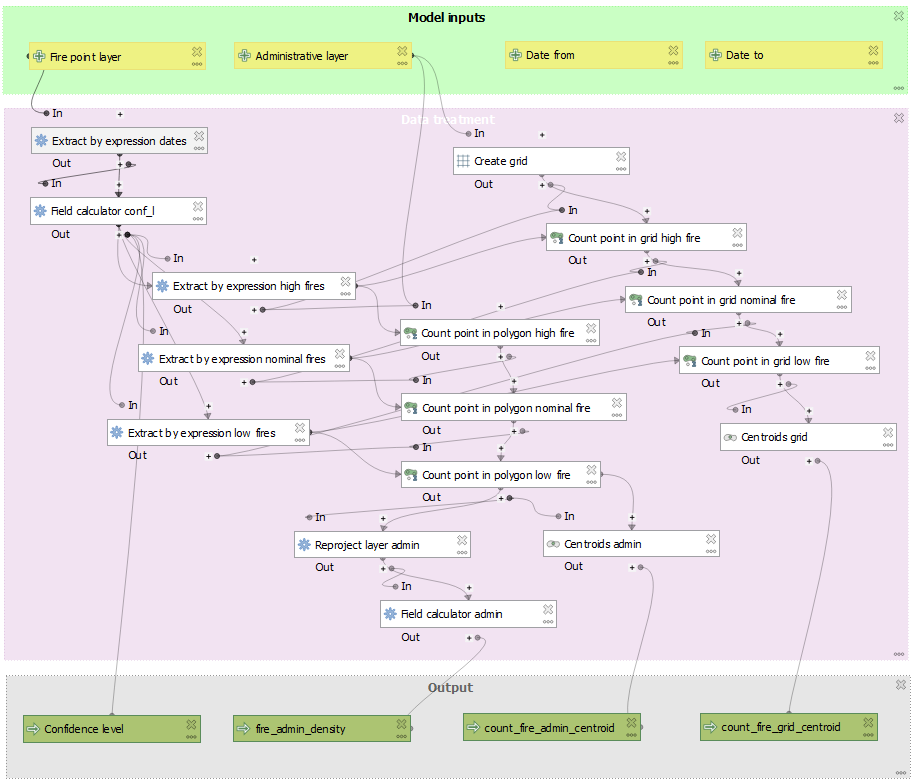 Model inputs
Fire point layer
Administrative layer
Date from
Date to
Data treatment
In
Extract by expression dates
Out
In
Create grid
Out
In
Field calculator conf_l
Out
In
Count point in grid high fire
Out
In
Extract by expression high fires
Out
In
Count point in grid nominal fire
Out
In
Count point in polygon high fire
Out
In
Extract by expression nominal fires
Out
In
Count point in grid low fire
Out
In
Count point in polygon nominal fire
Out
In
Extract by expression low fires
Out
In
Centroids grid
Out
In
Count point in polygon low fire
Out
In
Reproject layer admin
Out
In
Centroids admin
Out
In
Field calculator admin
Out
Output
Confidence level
fire_admin_density
count_fire_admin_centroid
count_fire_grid_centroid